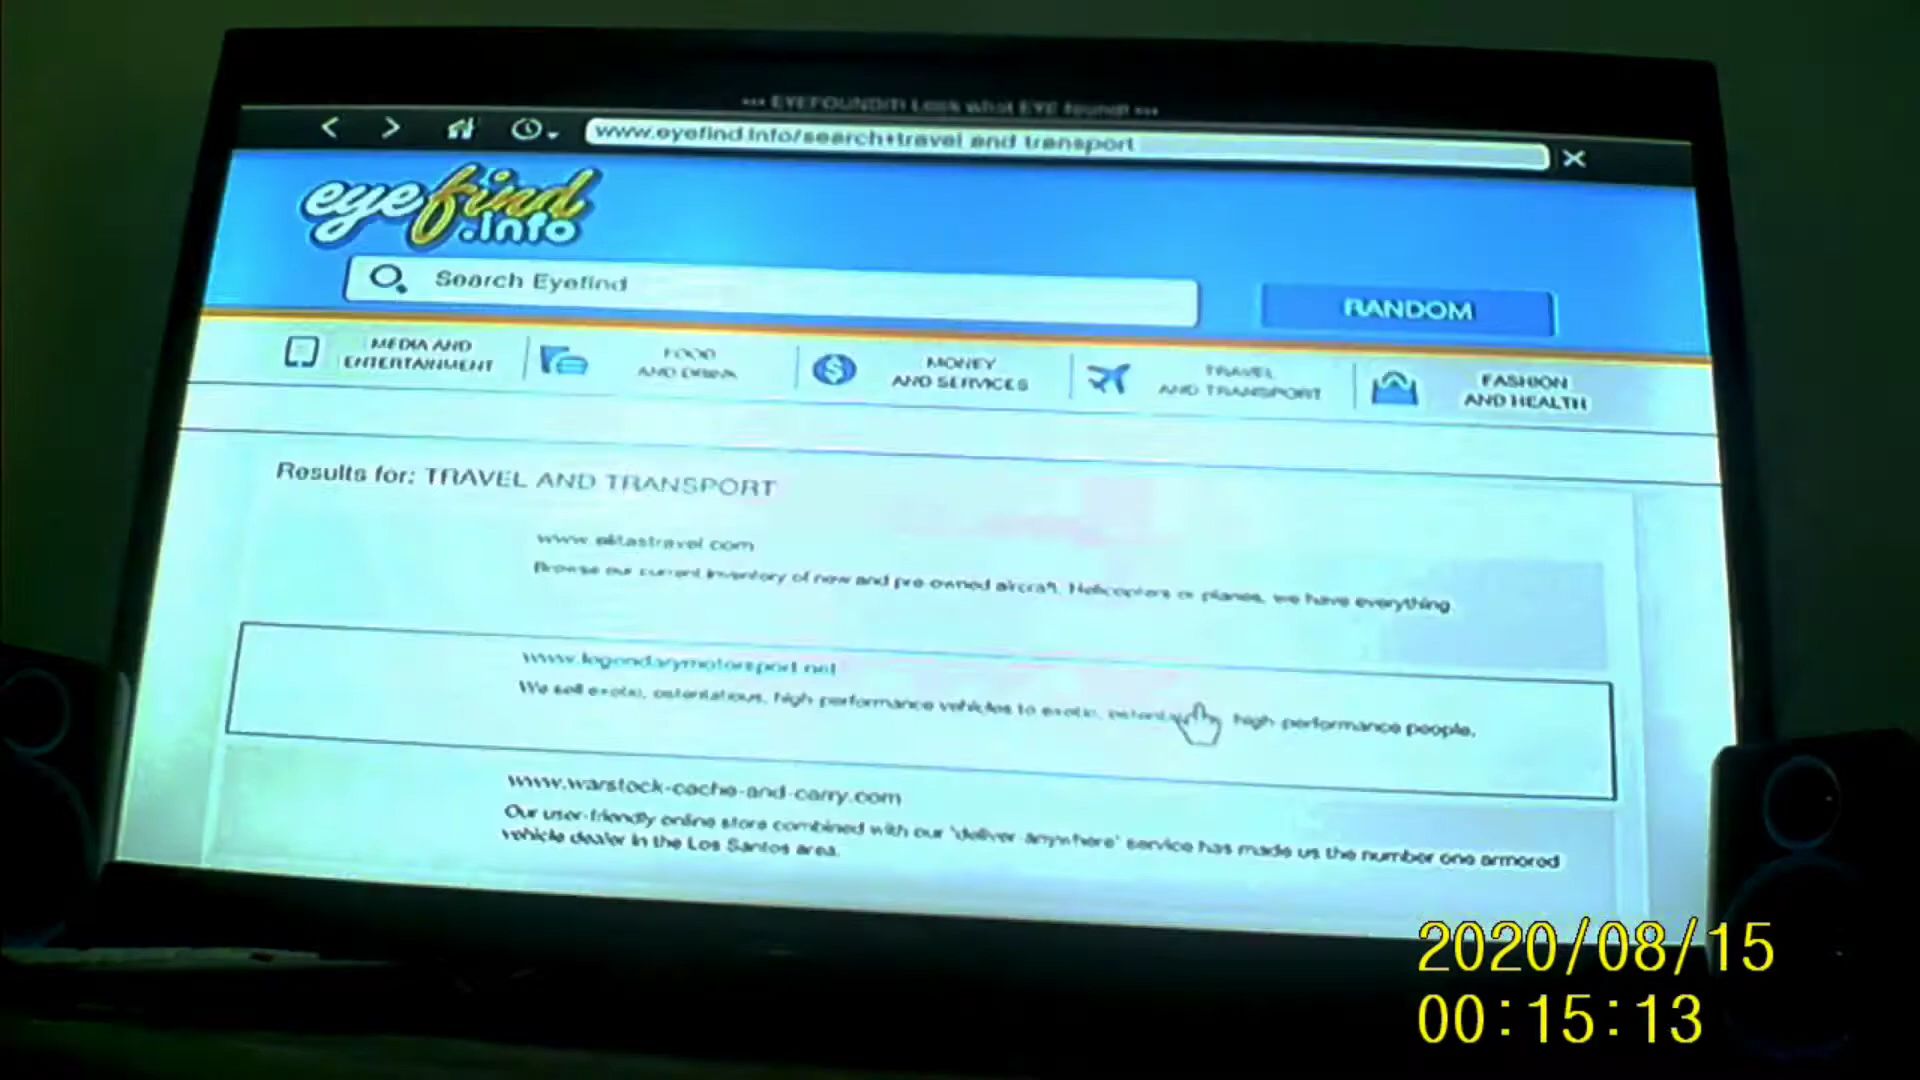 *** EYEFOUNDIT! Look what EYE found! ***
www.eyefind.info/search+travel and transport
eyefind
.info
Search Eyefind
RANDOM
MEDIA AND
ENTERTAINMENT
FOOD
AND DRINK
MONEY
AND SERVICES
TRAVEL
AND TRANSPORT
FASHION
AND HEALTH
Results for: TRAVEL AND TRANSPORT
www.elitastravel.com
Browse our current inventory of new and pre-owned aircraft. Helicopters or planes, we have everything.
www.legendarymotorsport.net
We sell exotic, ostentatious, high-performance vehicles to exotic, high-performance people.
www.warstock-cache-and-carry.com
Our user-friendly online store combined with our 'deliver-anywhere' service has made us the number one armored
vehicle dealer in the Los Santos area.
2020/08/15
00:15:13